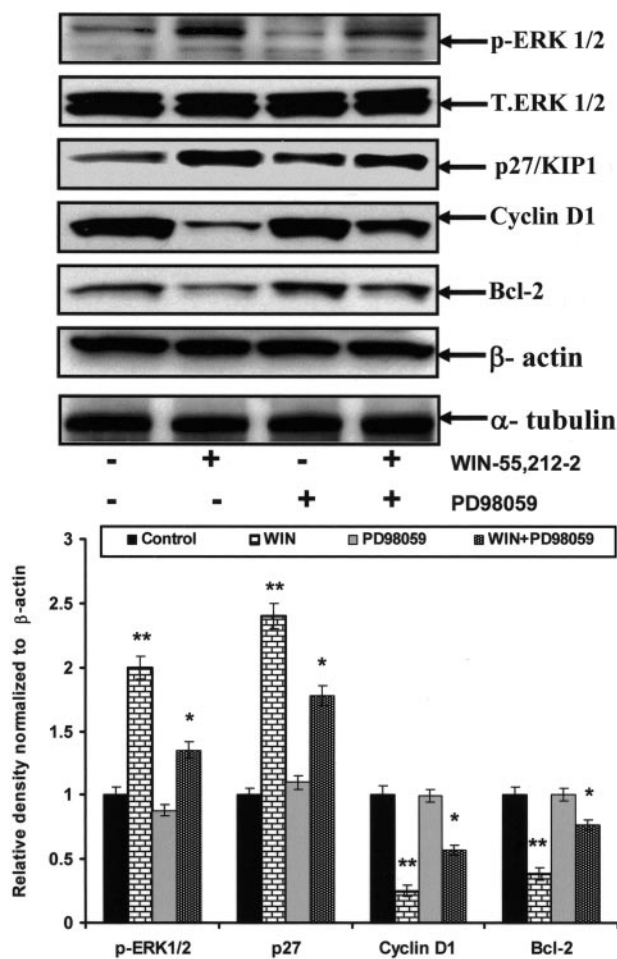 p-ERK 1/2
T.ERK 1/2
p27/KIP1
Cyclin D1
Bcl-2
β- actin
α- tubulin
- + - + WIN-55,212-2
- - + + PD98059
Control WIN PD98059 WIN+PD98059
Relative density normalized to β-actin
3
2.5
2
1.5
1
0.5
0
** * ** * ** * ** *
p-ERK1/2 p27 Cyclin D1 Bcl-2